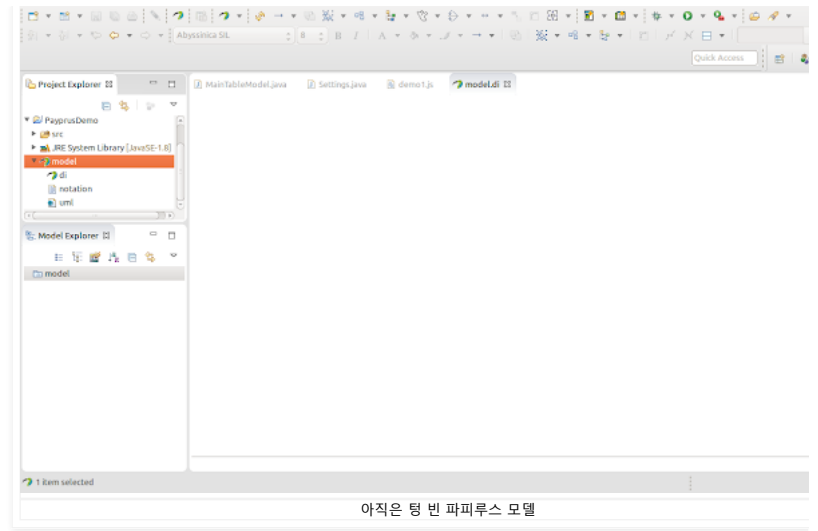 Abyssinica SIL
8
Quick Access
Project Explorer
MainTableModel.java
Settings.java
demo1.js
model.di
PayprusDemo
src
JRE System Library [JavaSE-1.8]
model
di
notation
uml
Model Explorer
model
1 item selected
아직은 텅 빈 파피루스 모델